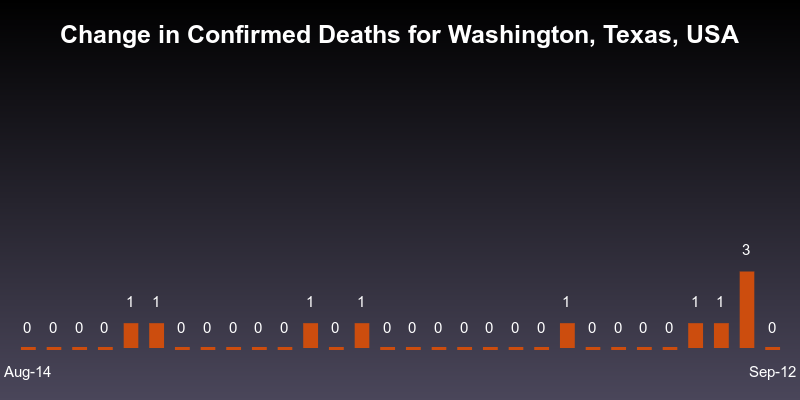 Change in Confirmed Deaths for Washington, Texas, USA
3
1 1 1 1 1 1 1
0 0 0 0 0 0 0 0 0 0 0 0 0 0 0 0 0 0 0 0 0 0
Aug-14 Sep-12